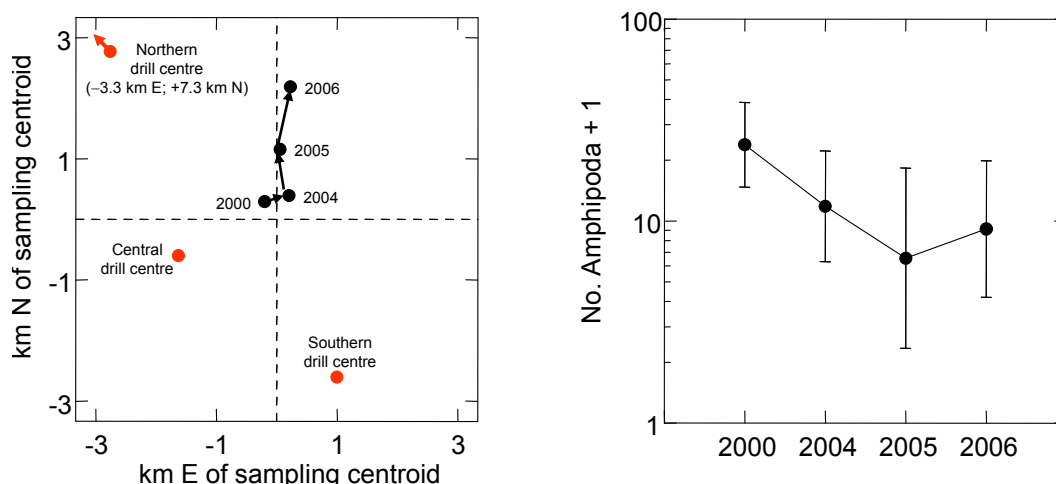 3
1
-1
-3
km N of sampling centroid
Northern
drill centre
(–3.3 km E; +7.3 km N)
2006
2005
2000
2004
Central
drill centre
Southern
drill centre
-3
-1
1
3
km E of sampling centroid
100
10
1
No. Amphipoda + 1
2000
2004
2005
2006